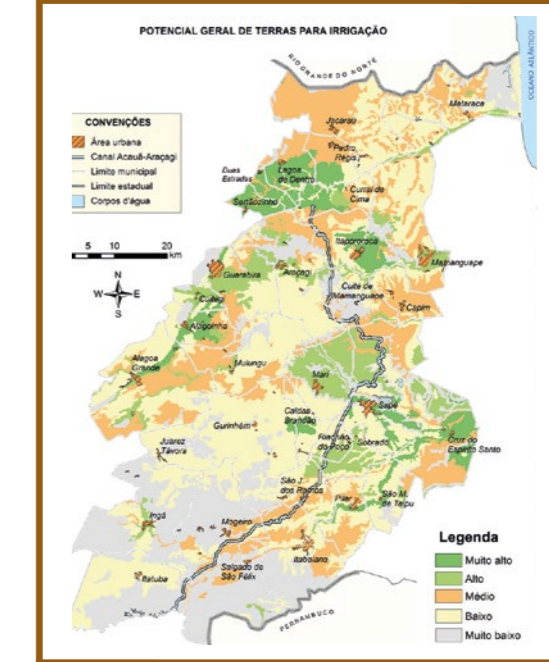 POTENCIAL GERAL DE TERRAS PARA IRRIGAÇÃO
RIO GRANDE DO NORTE
OCEANO ATLÂNTICO
CONVENÇÕES
Área urbana
Canal Acauã-Araçagi
Limite municipal
Limite estadual
Corpos d'água
5 10 20
km
N
W E
S
Mataraca
Jacaraú
Pedro
Régis
Duas
Estradas
Lagoa
de Dentro
Curral de
Cima
Sertãozinho
Itapororoca
Mamanguape
Guarabira
Araçagi
Cuité de
Mamanguape
Cuitegi
Capim
Alagoinha
Alagoa
Grande
Mulungu
Mari
Caldas
Brandão
Sapé
Gurinhém
Riachão
do Poço
Sobrado
Cruz do
Espírito Santo
Juarez
Távora
São J.
dos Ramos
Pilar
São M.
de Taipu
Ingá
Mogeiro
Itabaiana
Salgado de
São Félix
Itatuba
PERNAMBUCO
Legenda
Muito alto
Alto
Médio
Baixo
Muito baixo